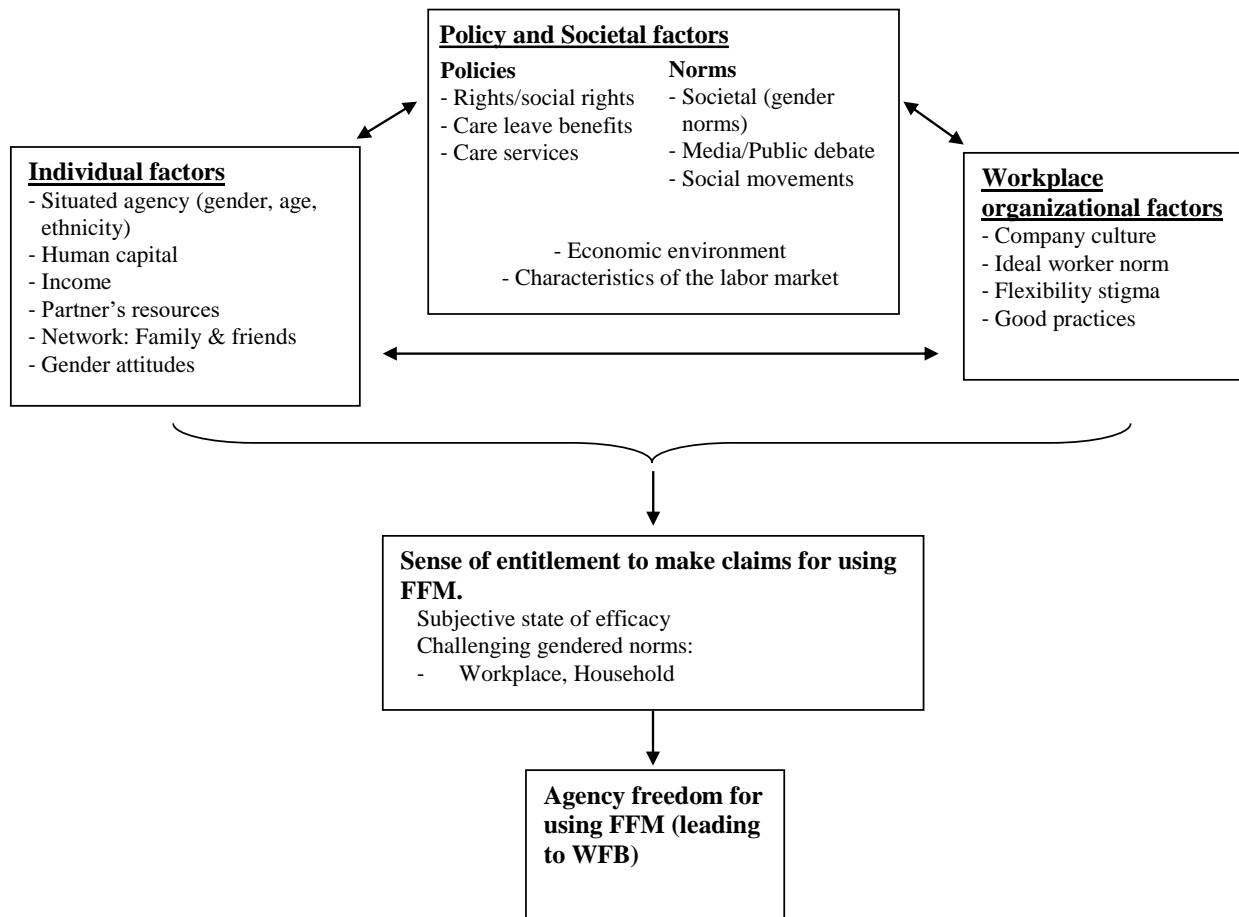 Policy and Societal factors
Policies
- Rights/social rights
- Care leave benefits
- Care services
Norms
- Societal (gender
norms)
- Media/Public debate
- Social movements
- Economic environment
- Characteristics of the labor market
Individual factors
- Situated agency (gender, age,
ethnicity)
- Human capital
- Income
- Partner’s resources
- Network: Family & friends
- Gender attitudes
Workplace
organizational factors
- Company culture
- Ideal worker norm
- Flexibility stigma
- Good practices
Sense of entitlement to make claims for using
FFM.
Subjective state of efficacy
Challenging gendered norms:
- Workplace, Household
Agency freedom for
using FFM (leading
to WFB)